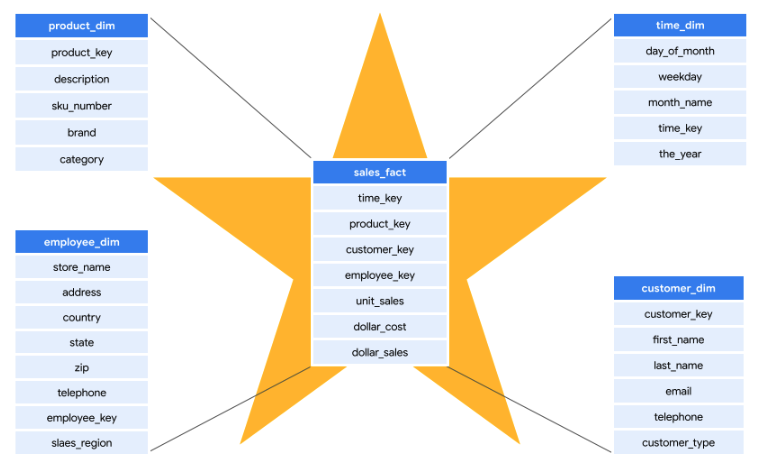 product_dim
product_key
description
sku_number
brand
category
time_dim
day_of_month
weekday
month_name
time_key
the_year
sales_fact
time_key
product_key
customer_key
employee_key
unit_sales
dollar_cost
dollar_sales
employee_dim
store_name
address
country
state
zip
telephone
employee_key
slaes_region
customer_dim
customer_key
first_name
last_name
email
telephone
customer_type